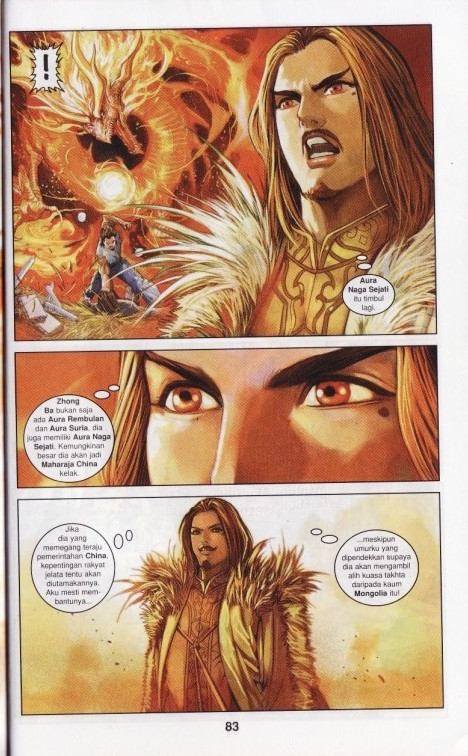 !
Aura
Naga Sejati
itu timbul
lagi.
Zhong
Ba bukan saja
ada Aura Rembulan
dan Aura Suria, dia
juga memiliki Aura Naga
Sejati. Kemungkinan
besar dia akan jadi
Maharaja China
kelak.
Jika
dia yang
memegang teraju
pemerintahan China,
kepentingan rakyat
jelata tentu akan
diutamakannya.
Aku mesti mem-
bantunya...
...meskipun
umurku yang
dipendekkan supaya
dia akan mengambil
alih kuasa takhta
daripada kaum
Mongolia itu!
83